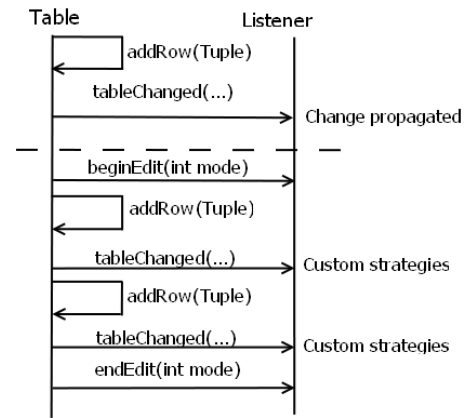 Table
Listener
addRow(Tuple)
tableChanged(...)
Change propagated
beginEdit(int mode)
addRow(Tuple)
tableChanged(...)
Custom strategies
addRow(Tuple)
tableChanged(...)
Custom strategies
endEdit(int mode)